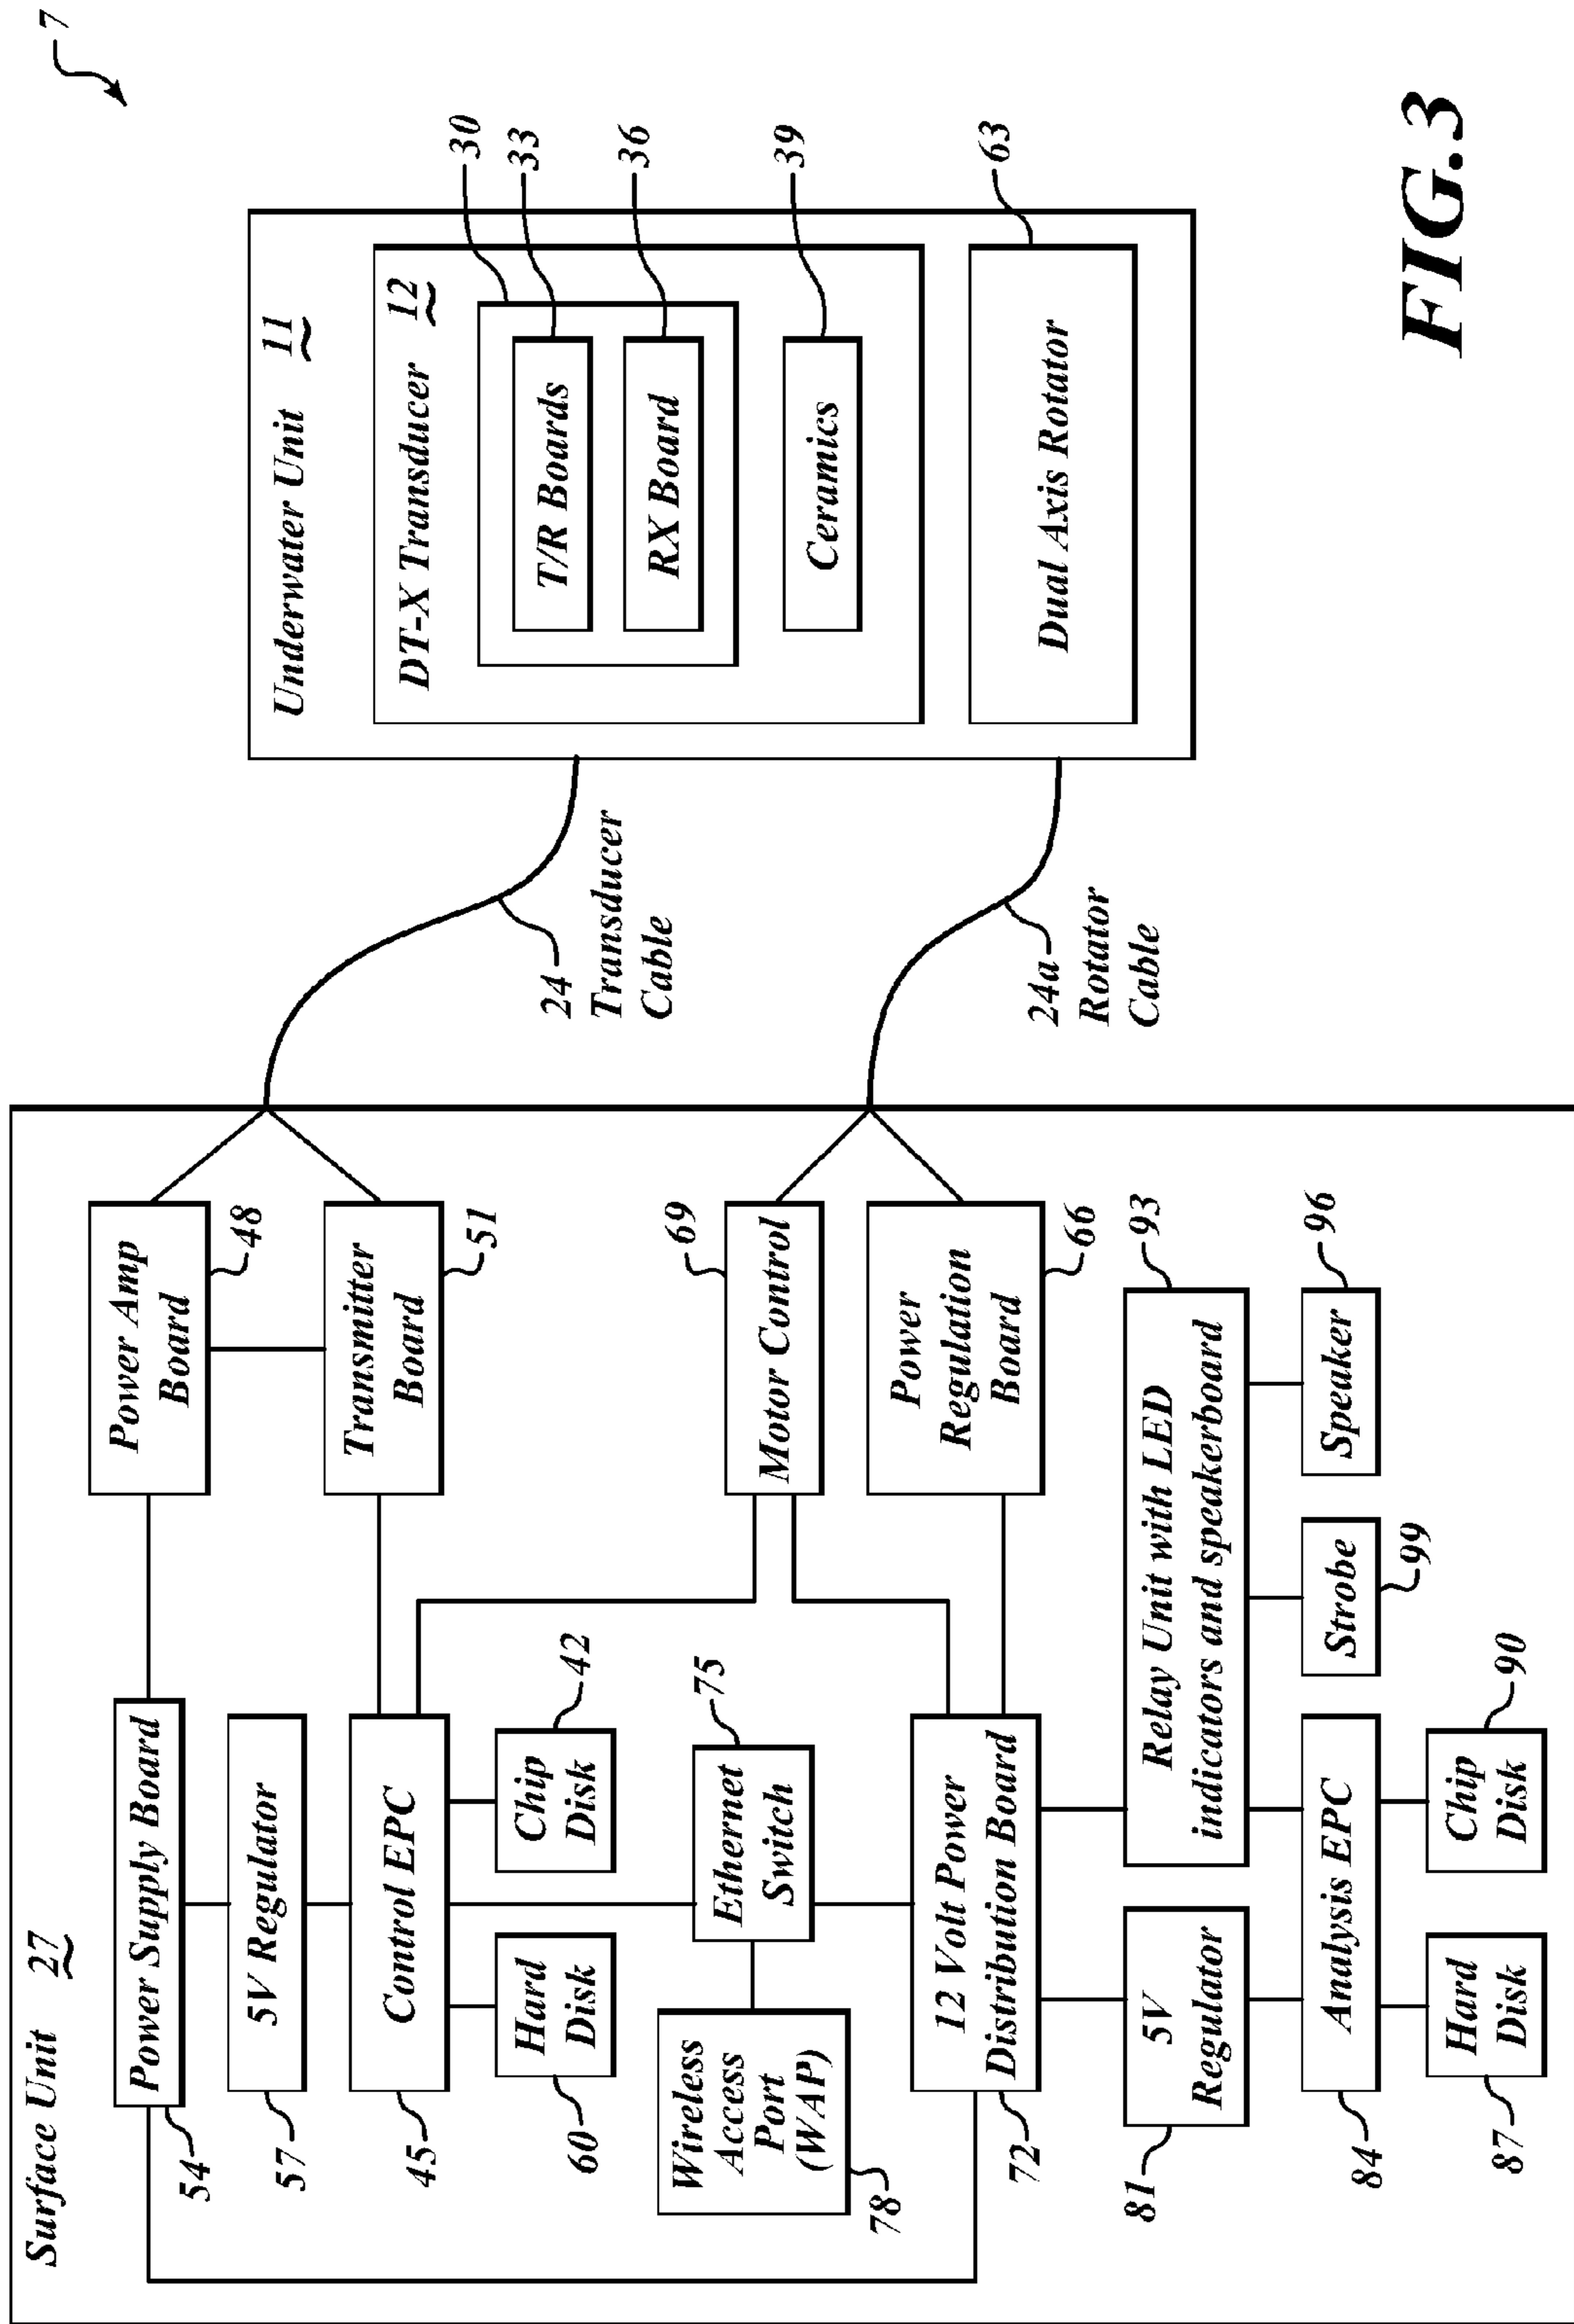 7
Surface Unit 27
Power Supply Board
54
5V Regulator
57
Control EPC
45
Hard
Disk
60
Chip
Disk
42
Wireless
Access
Port
(WAP)
78
Ethernet
Switch
75
12 Volt Power
Distribution Board
72
5V
Regulator
81
Analysis EPC
84
Hard
Disk
87
Chip
Disk
90
Power Amp
Board
48
Transmitter
Board
51
Motor Control
69
Power
Regulation
Board
66
Relay Unit with LED
indicators and speakerboard
93
Strobe
99
Speaker
96
24
Transducer
Cable
24a
Rotator
Cable
Underwater Unit 11
DT-X Transducer 12
30
T/R Boards
33
RX Board
36
Ceramics
39
Dual Axis Rotator
63
FIG.3